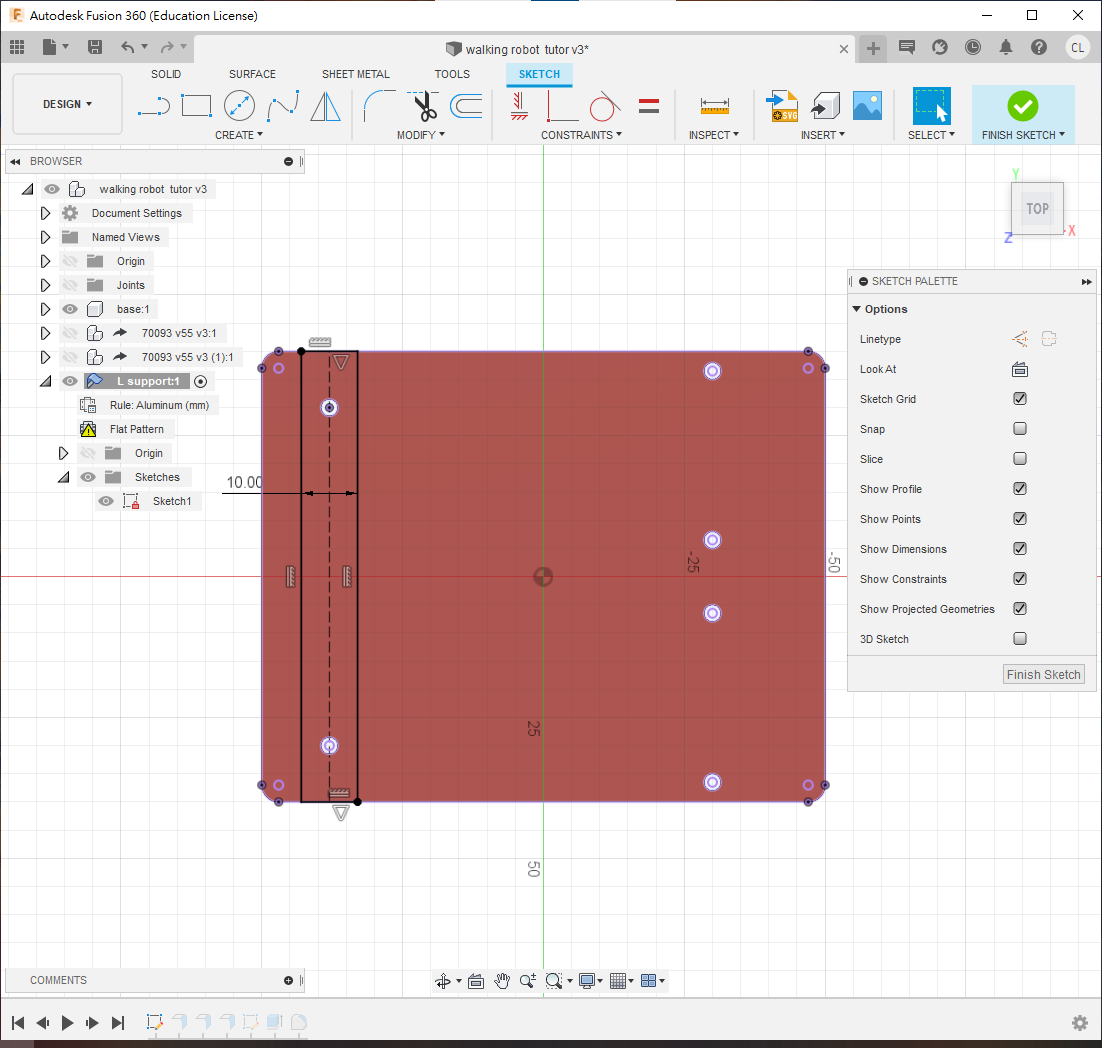 Autodesk Fusion 360 (Education License)
walking robot tutor v3*
CL
SOLID SURFACE SHEET METAL TOOLS SKETCH
DESIGN
SVG
CREATE MODIFY CONSTRAINTS INSPECT INSERT SELECT FINISH SKETCH
BROWSER
walking robot tutor v3
Document Settings
Named Views
Origin
Joints
base:1
70093 v55 v3:1
70093 v55 v3 (1):1
L support:1
Rule: Aluminum (mm)
Flat Pattern
Origin
Sketches
Sketch1
Y
TOP
X
Z
SKETCH PALETTE
Options
Linetype
Look At
Sketch Grid
Snap
Slice
Show Profile
Show Points
Show Dimensions
Show Constraints
Show Projected Geometries
3D Sketch
Finish Sketch
10.00
-25
-50
25
50
COMMENTS